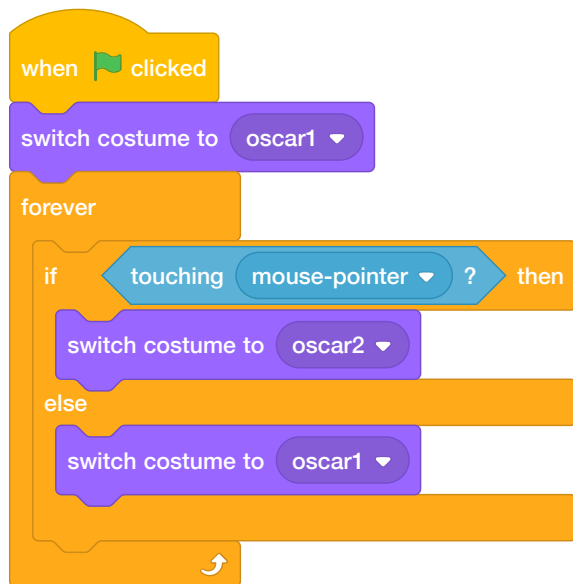 when clicked
switch costume to oscar1
forever
if touching mouse-pointer ? then
switch costume to oscar2
else
switch costume to oscar1